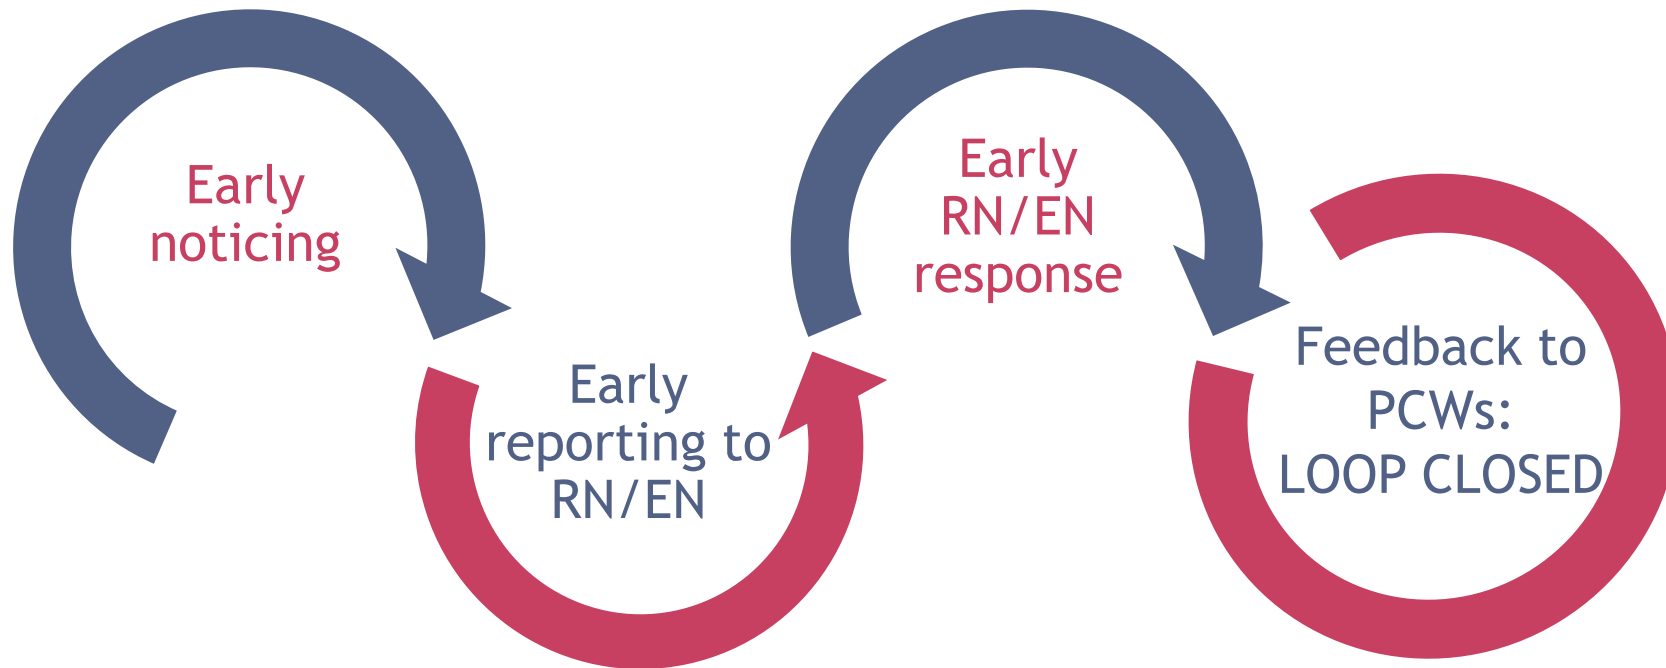 Early
noticing
Early
reporting to
RN/EN
Early
RN/EN
response
Feedback to
PCWs:
LOOP CLOSED